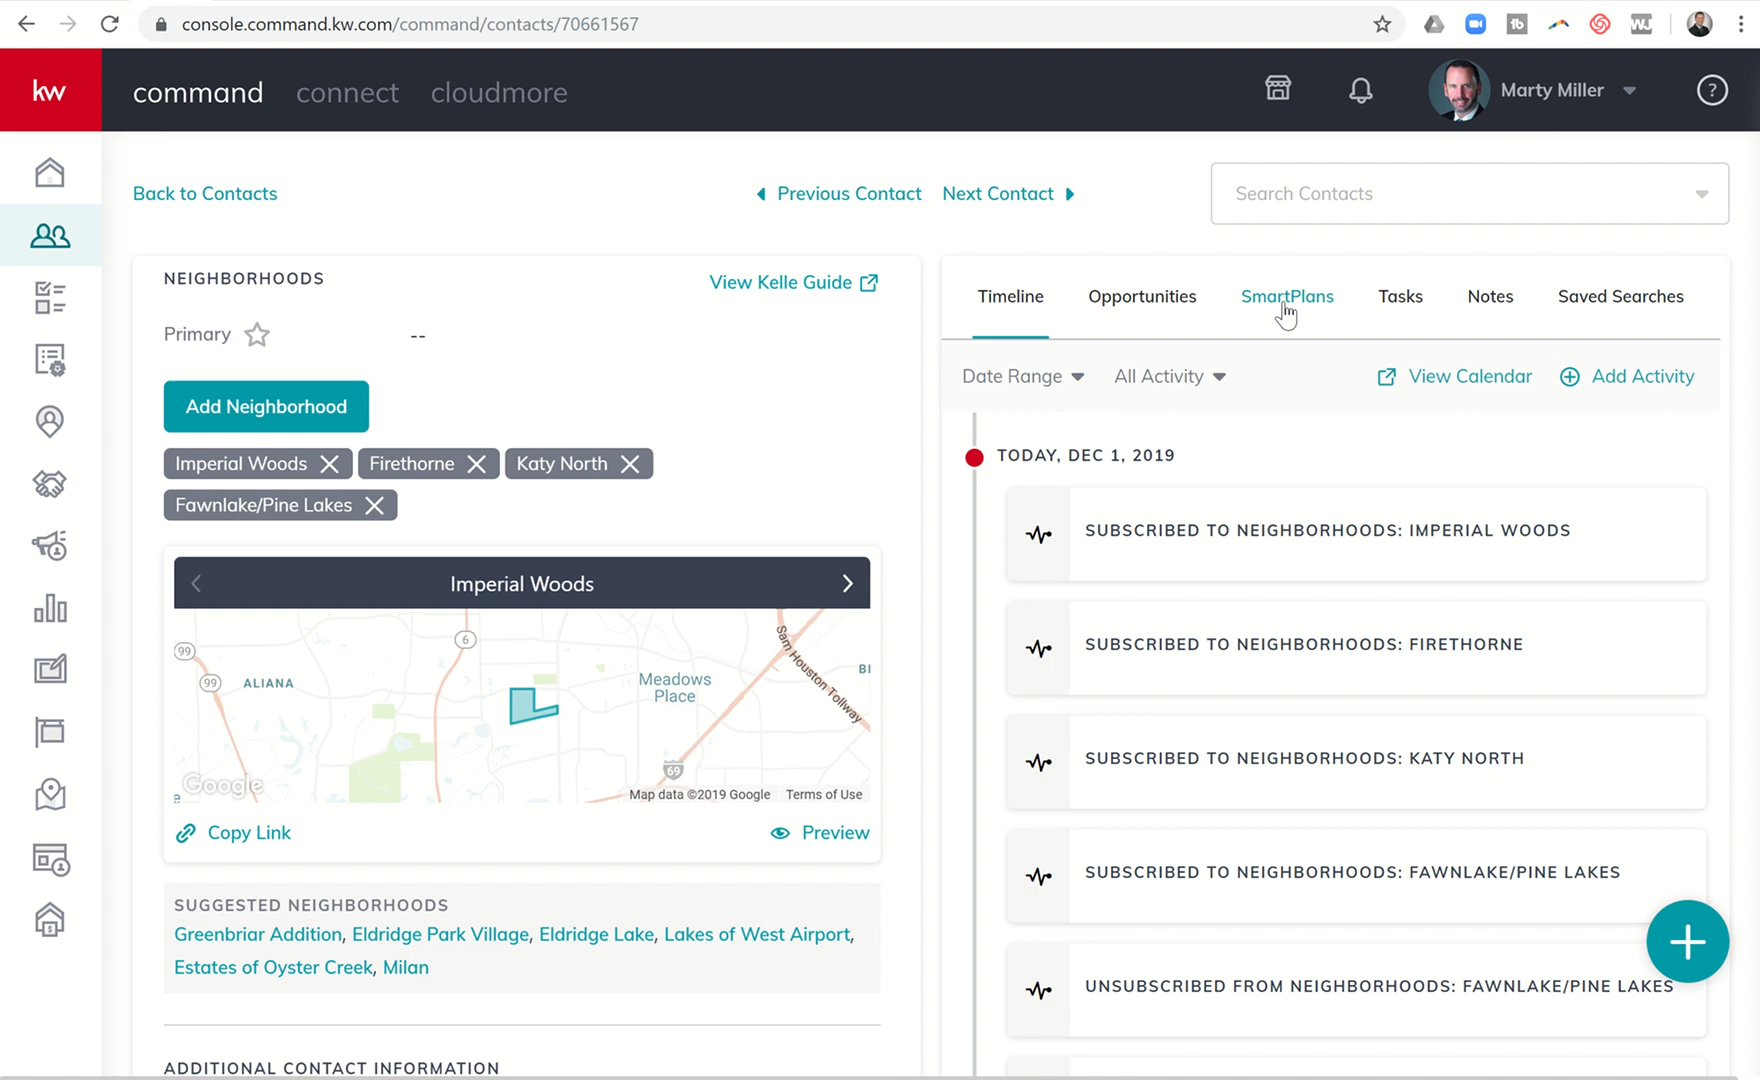 console.command.kw.com/command/contacts/70661567
kw
command connect cloudmore
Marty Miller
?
Back to Contacts
Previous Contact Next Contact
Search Contacts
NEIGHBORHOODS
View Kelle Guide
Primary
--
Add Neighborhood
Imperial Woods
Firethorne
Katy North
Fawnlake/Pine Lakes
Imperial Woods
99
6
99
ALIANA
Meadows
Place
Sam Houston Tollway
BI
69
Google
Map data ©2019 Google
Terms of Use
Copy Link
Preview
SUGGESTED NEIGHBORHOODS
Greenbriar Addition, Eldridge Park Village, Eldridge Lake, Lakes of West Airport,
Estates of Oyster Creek, Milan
ADDITIONAL CONTACT INFORMATION
Timeline Opportunities SmartPlans Tasks Notes Saved Searches
Date Range All Activity View Calendar Add Activity
TODAY, DEC 1, 2019
SUBSCRIBED TO NEIGHBORHOODS: IMPERIAL WOODS
SUBSCRIBED TO NEIGHBORHOODS: FIRETHORNE
SUBSCRIBED TO NEIGHBORHOODS: KATY NORTH
SUBSCRIBED TO NEIGHBORHOODS: FAWNLAKE/PINE LAKES
UNSUBSCRIBED FROM NEIGHBORHOODS: FAWNLAKE/PINE LAKES